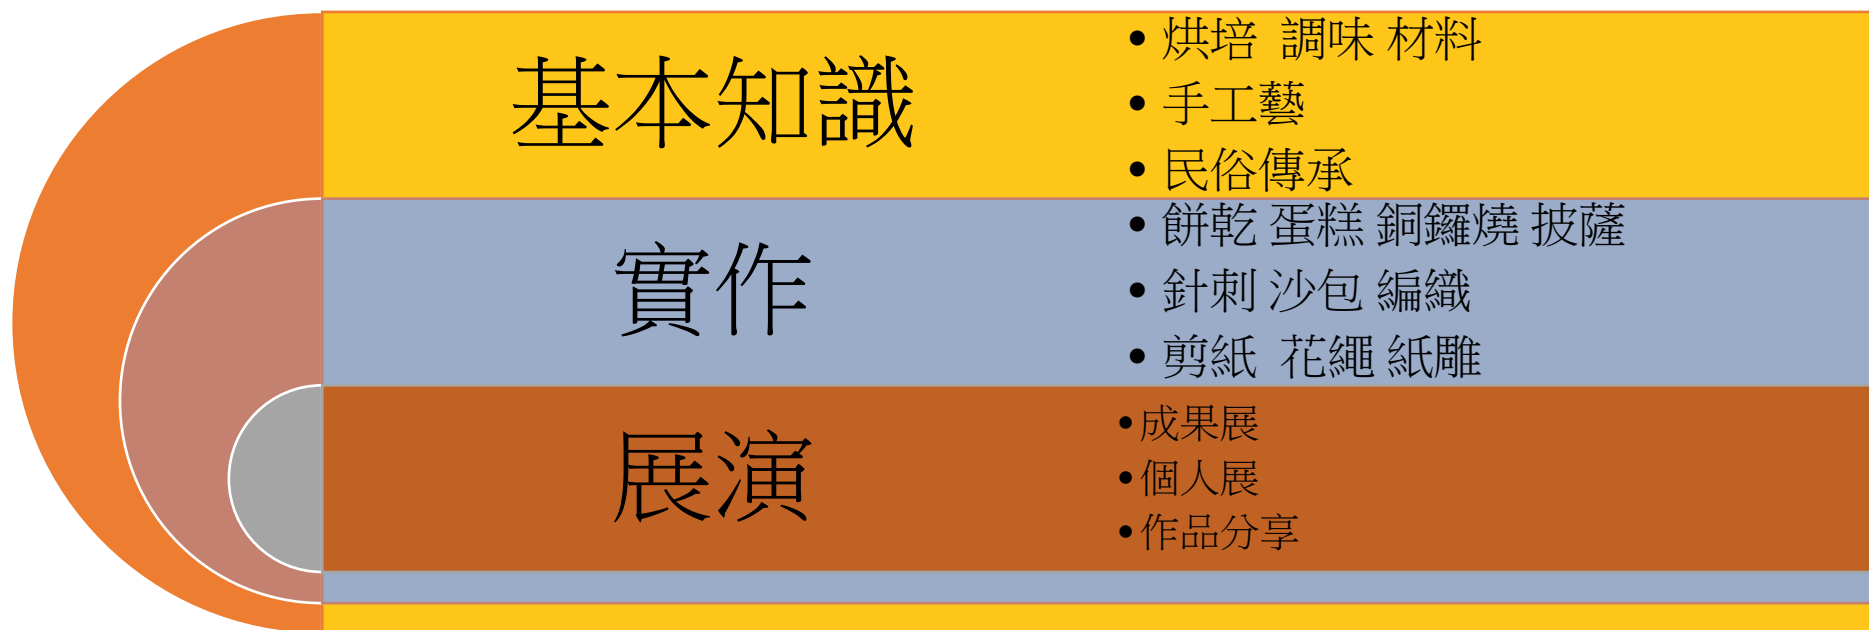 基本知識
• 烘培 調味 材料
• 手工藝
• 民俗傳承
實作
• 餅乾 蛋糕 銅鑼燒 披薩
• 針刺 沙包 編織
• 剪紙 花繩 紙雕
展演
• 成果展
• 個人展
• 作品分享